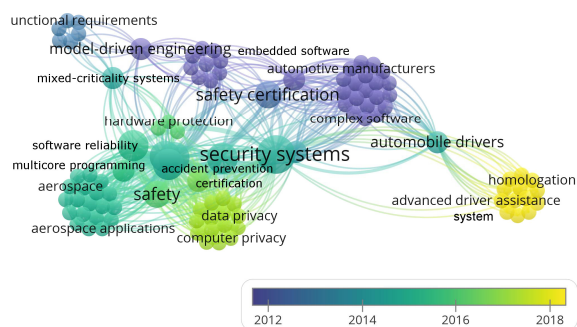 unctional requirements
model-driven engineering
embedded software
mixed-criticality systems
automotive manufacturers
safety certification
hardware protection
complex software
software reliability
security systems
automobile drivers
multicore programming
accident prevention
certification
aerospace
safety
homologation
advanced driver assistance
system
data privacy
aerospace applications
computer privacy
2012
2014
2016
2018